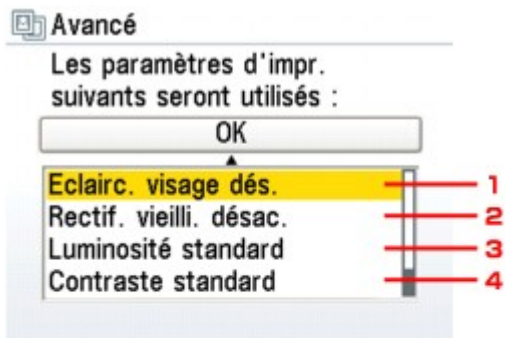 Avancé
Les paramètres d'impr.
suivants seront utilisés :
OK
Eclairc. visage dés. 1
Rectif. vieilli. désac. 2
Luminosité standard 3
Contraste standard 4